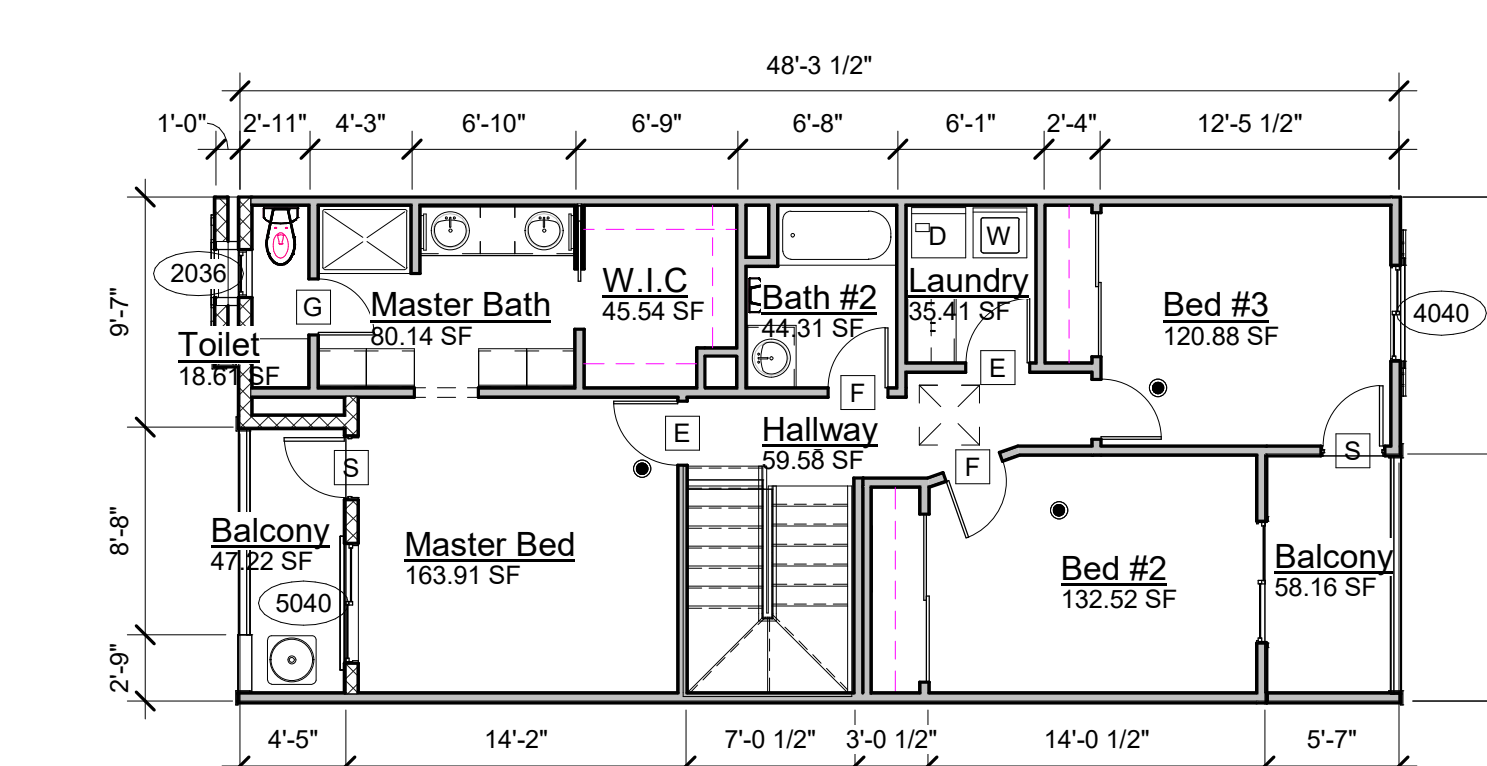 48'-3 1/2"
1'-0"
2'-11"
4'-3"
6'-10"
6'-9"
6'-8"
6'-1"
2'-4"
12'-5 1/2"
D
W
2036
G
W.I.C
45.54 SF
Laundry
35.41 SF
Bath #2
44.31 SF
Master Bath
80.14 SF
Bed #3
120.88 SF
4040
9'-7"
Toilet
18.61 SF
E
F
E
Hallway
59.58 SF
S
S
F
8'-8"
Balcony
47.22 SF
Master Bed
163.91 SF
Bed #2
132.52 SF
Balcony
58.16 SF
5040
2'-9"
4'-5"
14'-2"
7'-0 1/2"
3'-0 1/2"
14'-0 1/2"
5'-7"